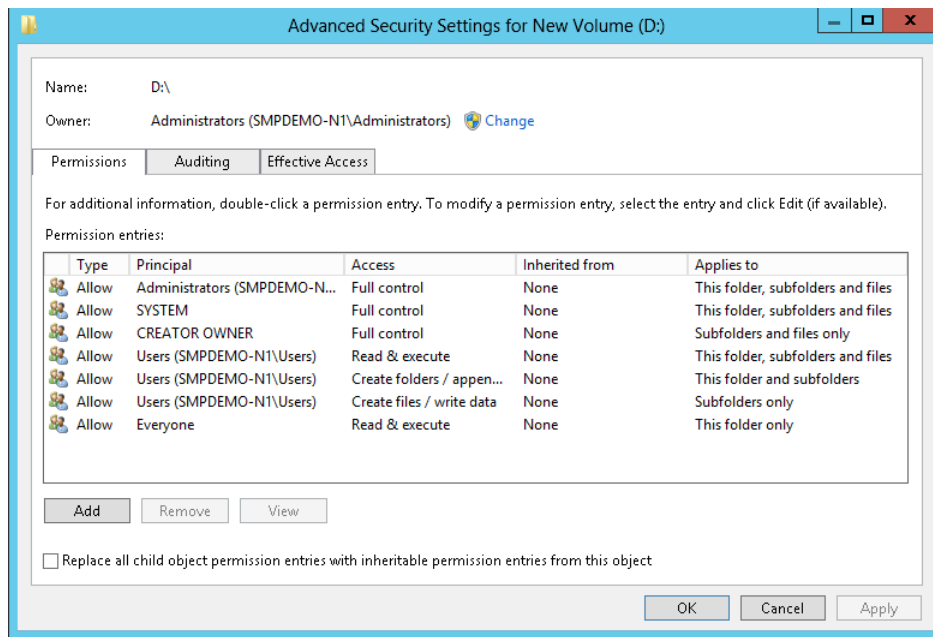 Advanced Security Settings for New Volume (D:)
Name: D:\
Owner: Administrators (SMPDEMO-N1\Administrators) Change
Permissions Auditing Effective Access
For additional information, double-click a permission entry. To modify a permission entry, select the entry and click Edit (if available).
Permission entries:
Type Principal Access Inherited from Applies to
Allow Administrators (SMPDEMO-N... Full control None This folder, subfolders and files
Allow SYSTEM Full control None This folder, subfolders and files
Allow CREATOR OWNER Full control None Subfolders and files only
Allow Users (SMPDEMO-N1\Users) Read & execute None This folder, subfolders and files
Allow Users (SMPDEMO-N1\Users) Create folders / appen... None This folder and subfolders
Allow Users (SMPDEMO-N1\Users) Create files / write data None Subfolders only
Allow Everyone Read & execute None This folder only
Add Remove View
Replace all child object permission entries with inheritable permission entries from this object
OK Cancel Apply